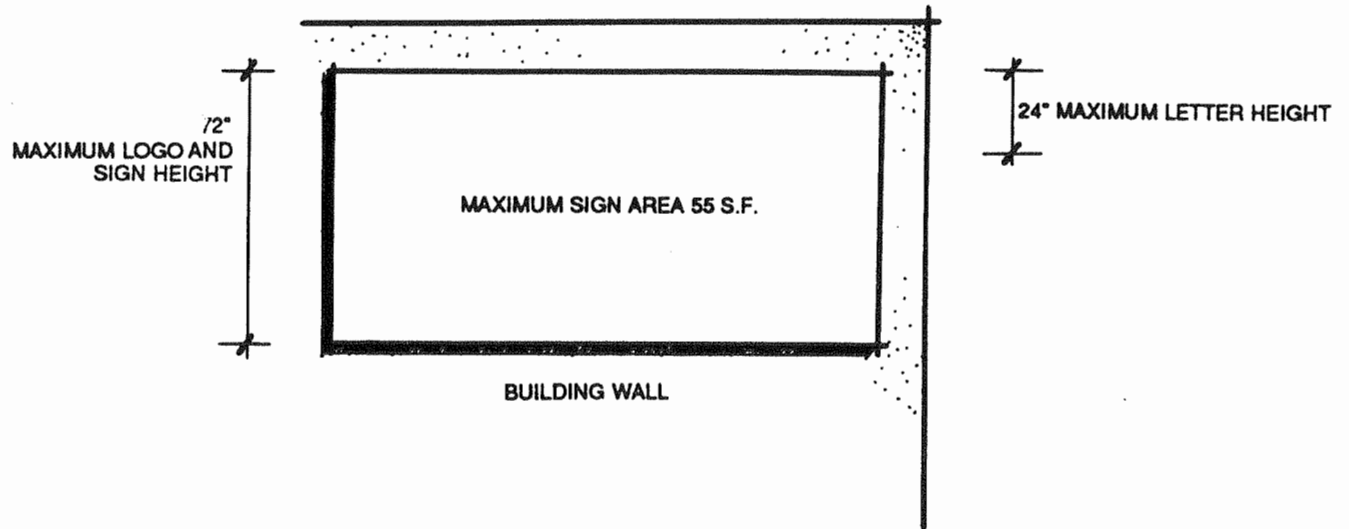 72"
MAXIMUM LOGO AND
SIGN HEIGHT
24" MAXIMUM LETTER HEIGHT
MAXIMUM SIGN AREA 55 S.F.
BUILDING WALL